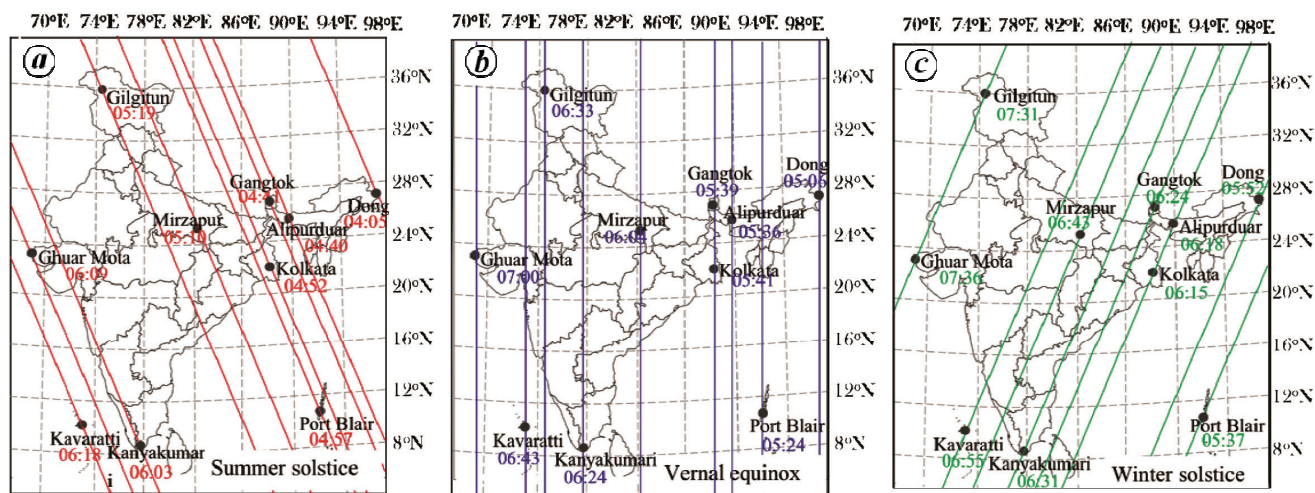 70°E 74°E 78°E 82°E 86°E 90°E 94°E 98°E
a
36°N
32°N
28°N
24°N
20°N
16°N
12°N
8°N
Gilgitun
05:19
Gangtok
04:41
Dong
04:05
Mirzapur
05:10
Alipurduar
04:40
Ghuar Mota
06:09
Kolkata
04:52
Port Blair
04:57
Kavaratti
06:18
Kanyakumari
06:03
i
Summer solstice
70°E 74°E 78°E 82°E 86°E 90°E 94°E 98°E
b
36°N
32°N
28°N
24°N
20°N
16°N
12°N
8°N
Gilgitun
06:33
Gangtok
05:39
Dong
05:06
Mirzapur
06:04
Alipurduar
05:36
Ghuar Mota
07:00
Kolkata
05:41
Port Blair
05:24
Kavaratti
06:43
Kanyakumari
06:24
Vernal equinox
70°E 74°E 78°E 82°E 86°E 90°E 94°E 98°E
c
36°N
32°N
28°N
24°N
20°N
16°N
12°N
8°N
Gilgitun
07:31
Gangtok
06:24
Dong
05:52
Mirzapur
06:43
Alipurduar
06:18
Ghuar Mota
07:36
Kolkata
06:15
Port Blair
05:37
Kavaratti
06:55
Kanyakumari
06:31
Winter solstice